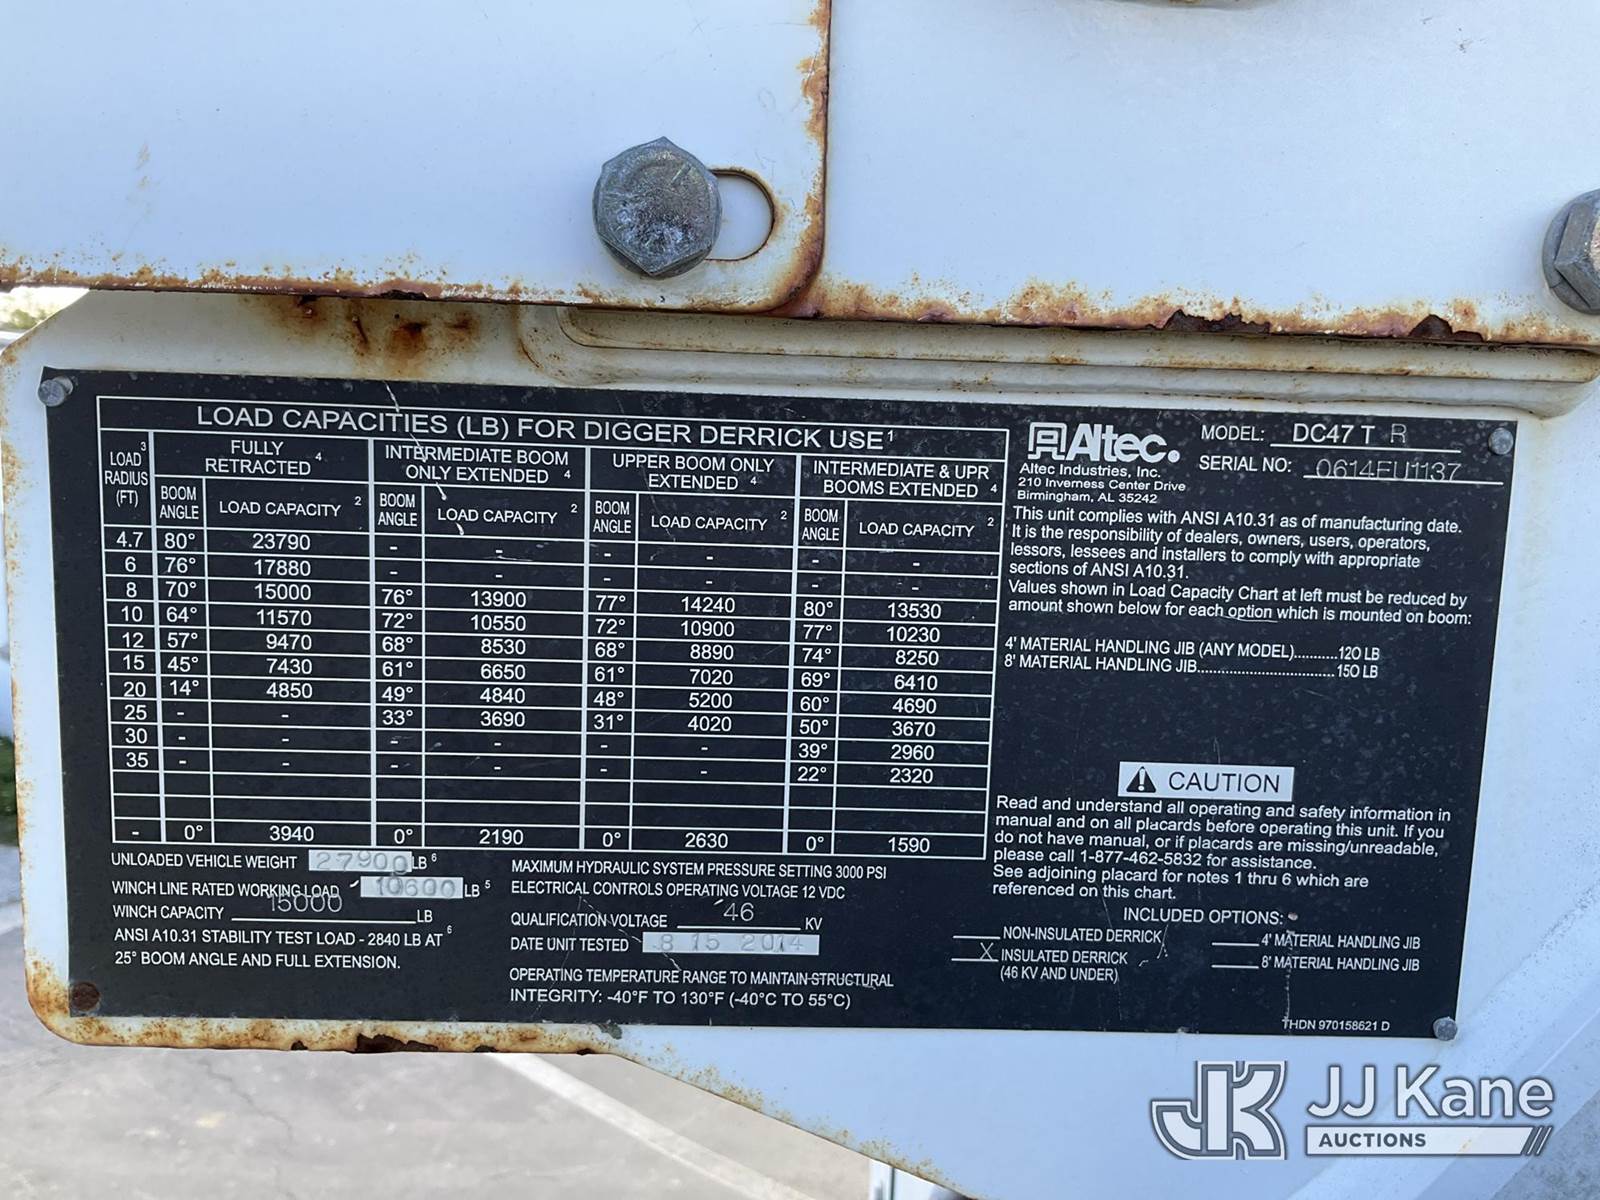 LOAD CAPACITIES (LB) FOR DIGGER DERRICK USE 1
LOAD 3 RADIUS (FT) | FULLY RETRACTED 4 | INTERMEDIATE BOOM ONLY EXTENDED 4 | UPPER BOOM ONLY EXTENDED 4 | INTERMEDIATE & UPR BOOMS EXTENDED 4
BOOM ANGLE | LOAD CAPACITY 2 | BOOM ANGLE | LOAD CAPACITY 2 | BOOM ANGLE | LOAD CAPACITY 2 | BOOM ANGLE | LOAD CAPACITY 2
4.7 | 80° | 23790 | - | - | - | - | - | -
6 | 76° | 17880 | - | - | - | - | - | -
8 | 70° | 15000 | 76° | 13900 | 77° | 14240 | 80° | 13530
10 | 64° | 11570 | 72° | 10550 | 72° | 10900 | 77° | 10230
12 | 57° | 9470 | 68° | 8530 | 68° | 8890 | 74° | 8250
15 | 45° | 7430 | 61° | 6650 | 61° | 7020 | 69° | 6410
20 | 14° | 4850 | 49° | 4840 | 48° | 5200 | 60° | 4690
25 | - | - | 33° | 3690 | 31° | 4020 | 50° | 3670
30 | - | - | - | - | - | - | 39° | 2960
35 | - | - | - | - | - | - | 22° | 2320
- | 0° | 3940 | 0° | 2190 | 0° | 2630 | 0° | 1590
UNLOADED VEHICLE WEIGHT 27900 LB 6
WINCH LINE RATED WORKING LOAD 10600 LB 5
WINCH CAPACITY 15000 LB
ANSI A10.31 STABILITY TEST LOAD - 2840 LB AT 6
25° BOOM ANGLE AND FULL EXTENSION.
MAXIMUM HYDRAULIC SYSTEM PRESSURE SETTING 3000 PSI
ELECTRICAL CONTROLS OPERATING VOLTAGE 12 VDC
QUALIFICATION VOLTAGE 46 KV
DATE UNIT TESTED 8 15 2014
OPERATING TEMPERATURE RANGE TO MAINTAIN STRUCTURAL
INTEGRITY: -40°F TO 130°F (-40°C TO 55°C)
Altec.
Altec Industries, Inc.
210 Inverness Center Drive
Birmingham, AL 35242
MODEL: DC47 T R
SERIAL NO: 0614EU1137
This unit complies with ANSI A10.31 as of manufacturing date.
It is the responsibility of dealers, owners, users, operators,
lessors, lessees and installers to comply with appropriate
sections of ANSI A10.31.
Values shown in Load Capacity Chart at left must be reduced by
amount shown below for each option which is mounted on boom:
4' MATERIAL HANDLING JIB (ANY MODEL)..........120 LB
8' MATERIAL HANDLING JIB................................150 LB
CAUTION
Read and understand all operating and safety information in
manual and on all placards before operating this unit. If you
do not have manual, or if placards are missing/unreadable,
please call 1-877-462-5832 for assistance.
See adjoining placard for notes 1 thru 6 which are
referenced on this chart.
INCLUDED OPTIONS:
NON-INSULATED DERRICK
X INSULATED DERRICK
(46 KV AND UNDER)
4' MATERIAL HANDLING JIB
8' MATERIAL HANDLING JIB
THDN 970158621 D
JJ Kane
AUCTIONS